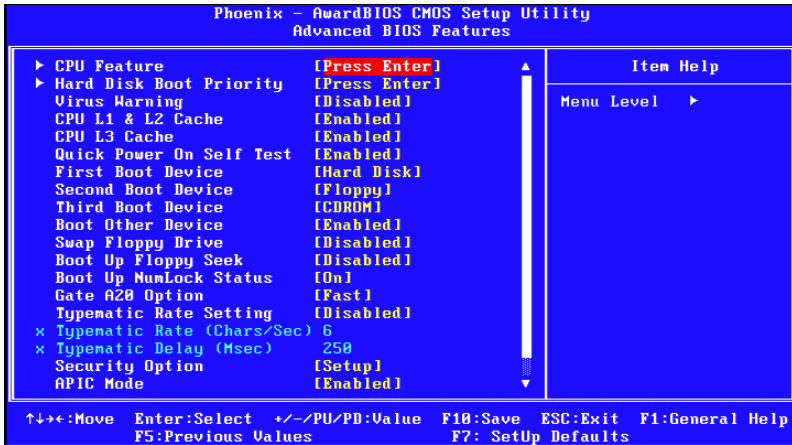 Phoenix - AwardBIOS CMOS Setup Utility
Advanced BIOS Features
► CPU Feature [Press Enter]
► Hard Disk Boot Priority [Press Enter]
Virus Warning [Disabled]
CPU L1 & L2 Cache [Enabled]
CPU L3 Cache [Enabled]
Quick Power On Self Test [Enabled]
First Boot Device [Hard Disk]
Second Boot Device [Floppy]
Third Boot Device [CDROM]
Boot Other Device [Enabled]
Swap Floppy Drive [Disabled]
Boot Up Floppy Seek [Disabled]
Boot Up NumLock Status [On]
Gate A20 Option [Fast]
Typematic Rate Setting [Disabled]
x Typematic Rate (Chars/Sec) 6
x Typematic Delay (Msec) 250
Security Option [Setup]
APIC Mode [Enabled]
Item Help
Menu Level ►
↑↓→←:Move Enter:Select +/-/PU/PD:Value F10:Save ESC:Exit F1:General Help
F5:Previous Values F7: SetUp Defaults